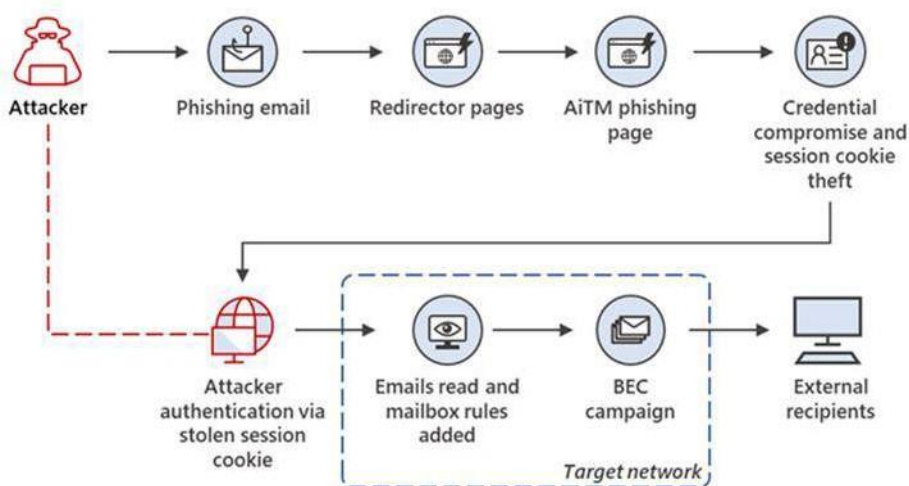 Attacker
Phishing email
Redirector pages
AiTM phishing
page
Credential
compromise and
session cookie
theft
Attacker
authentication via
stolen session
cookie
Emails read and
mailbox rules
added
BEC
campaign
External
recipients
Target network